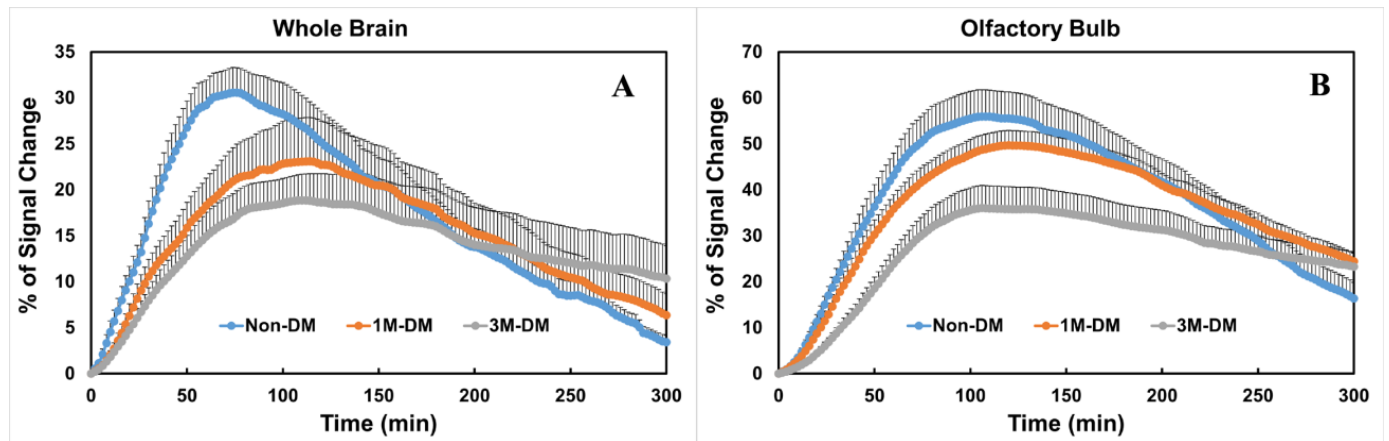 Whole Brain
A
% of Signal Change
35
30
25
20
15
10
5
0
Non-DM 1M-DM 3M-DM
0 50 100 150 200 250 300
Time (min)
Olfactory Bulb
B
% of Signal Change
70
60
50
40
30
20
10
0
Non-DM 1M-DM 3M-DM
0 50 100 150 200 250 300
Time (min)